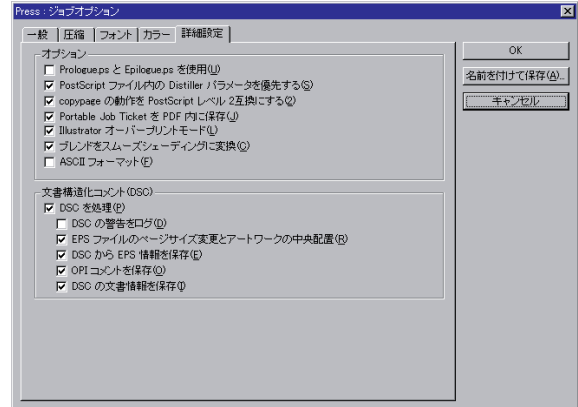 Press : ジョブオプション
一般 圧縮 フォント カラー 詳細設定
オプション
Prologue.ps と Epilogue.ps を使用(U)
PostScript ファイル内の Distiller パラメータを優先する(S)
copypage の動作を PostScript レベル 2互換にする(2)
Portable Job Ticket を PDF 内に保存(J)
Illustrator オーバープリントモード(L)
ブレンドをスムーズシェーディングに変換(C)
ASCII フォーマット(F)
文書構造化コメント(DSC)
DSC を処理(P)
DSC の警告をログ(D)
EPS ファイルのページサイズ変更とアートワークの中央配置(R)
DSC から EPS 情報を保存(E)
OPI コメントを保存(O)
DSC の文書情報を保存(I
OK
名前を付けて保存(A)...
キャンセル